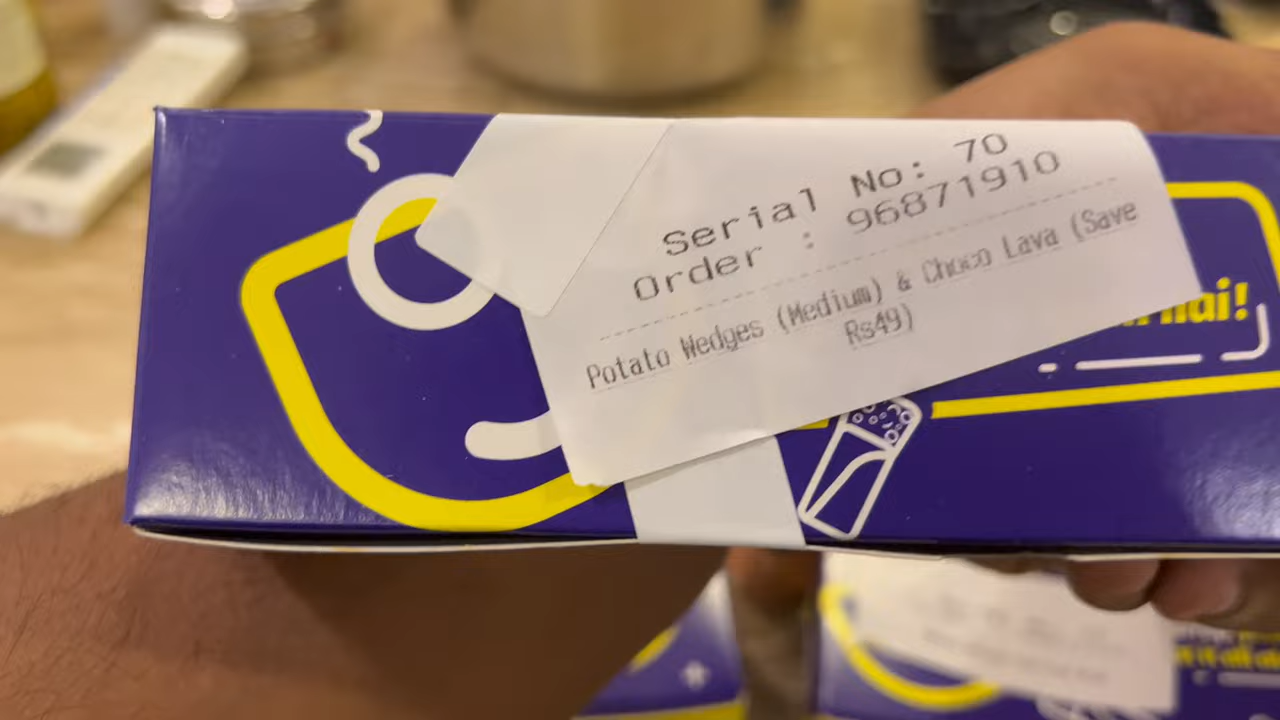 Serial No: 70
Order : 96871910
Potato Wedges (Medium) & Choco Lava (Save
Rs49)
hai!